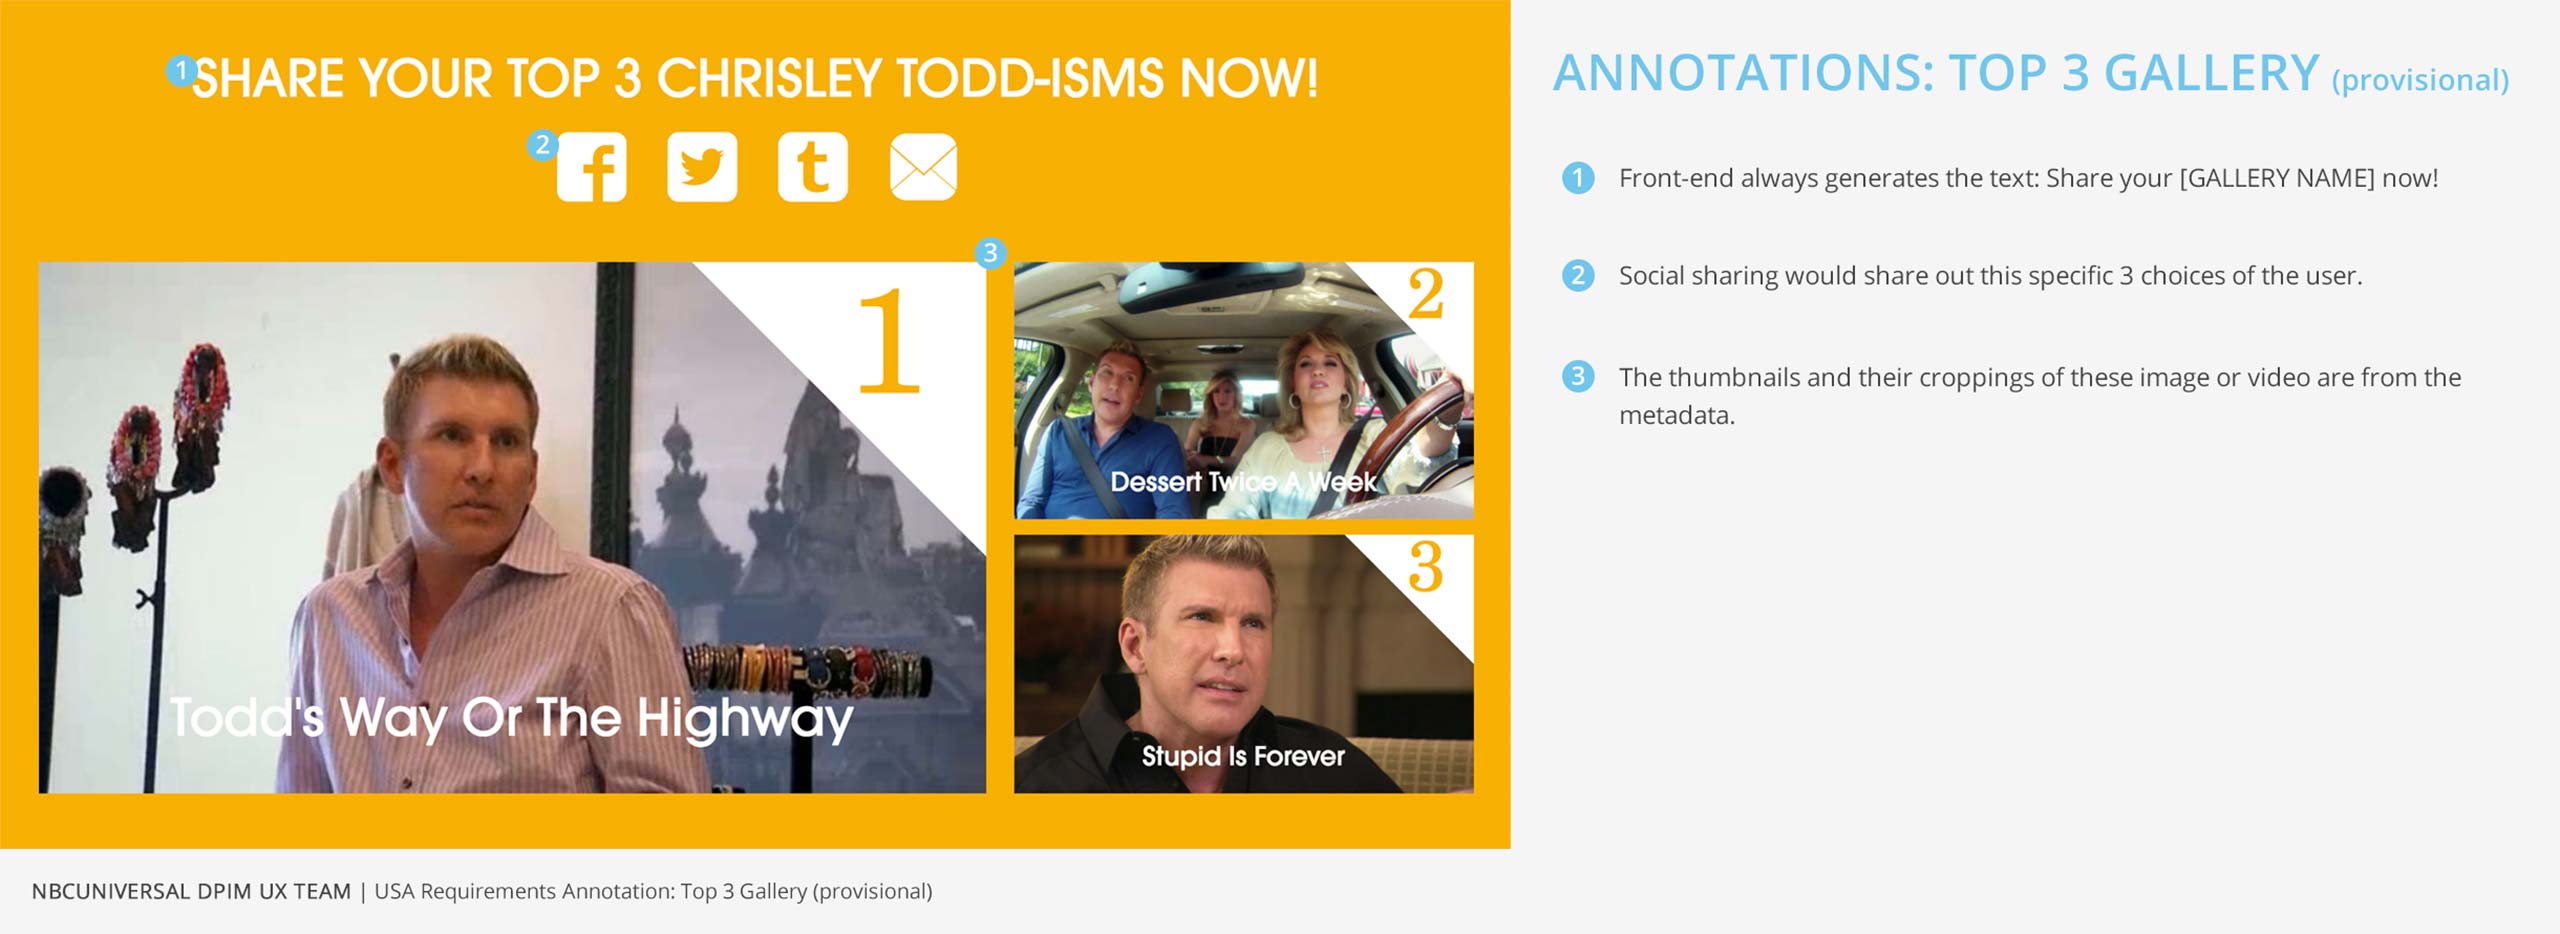 1 SHARE YOUR TOP 3 CHRISLEY TODD-ISMS NOW!
2
3
1
Todd's Way Or The Highway
2
Dessert Twice A Week
3
Stupid Is Forever
ANNOTATIONS: TOP 3 GALLERY (provisional)
1 Front-end always generates the text: Share your [GALLERY NAME] now!
2 Social sharing would share out this specific 3 choices of the user.
3 The thumbnails and their croppings of these image or video are from the
metadata.
NBCUNIVERSAL DPIM UX TEAM | USA Requirements Annotation: Top 3 Gallery (provisional)